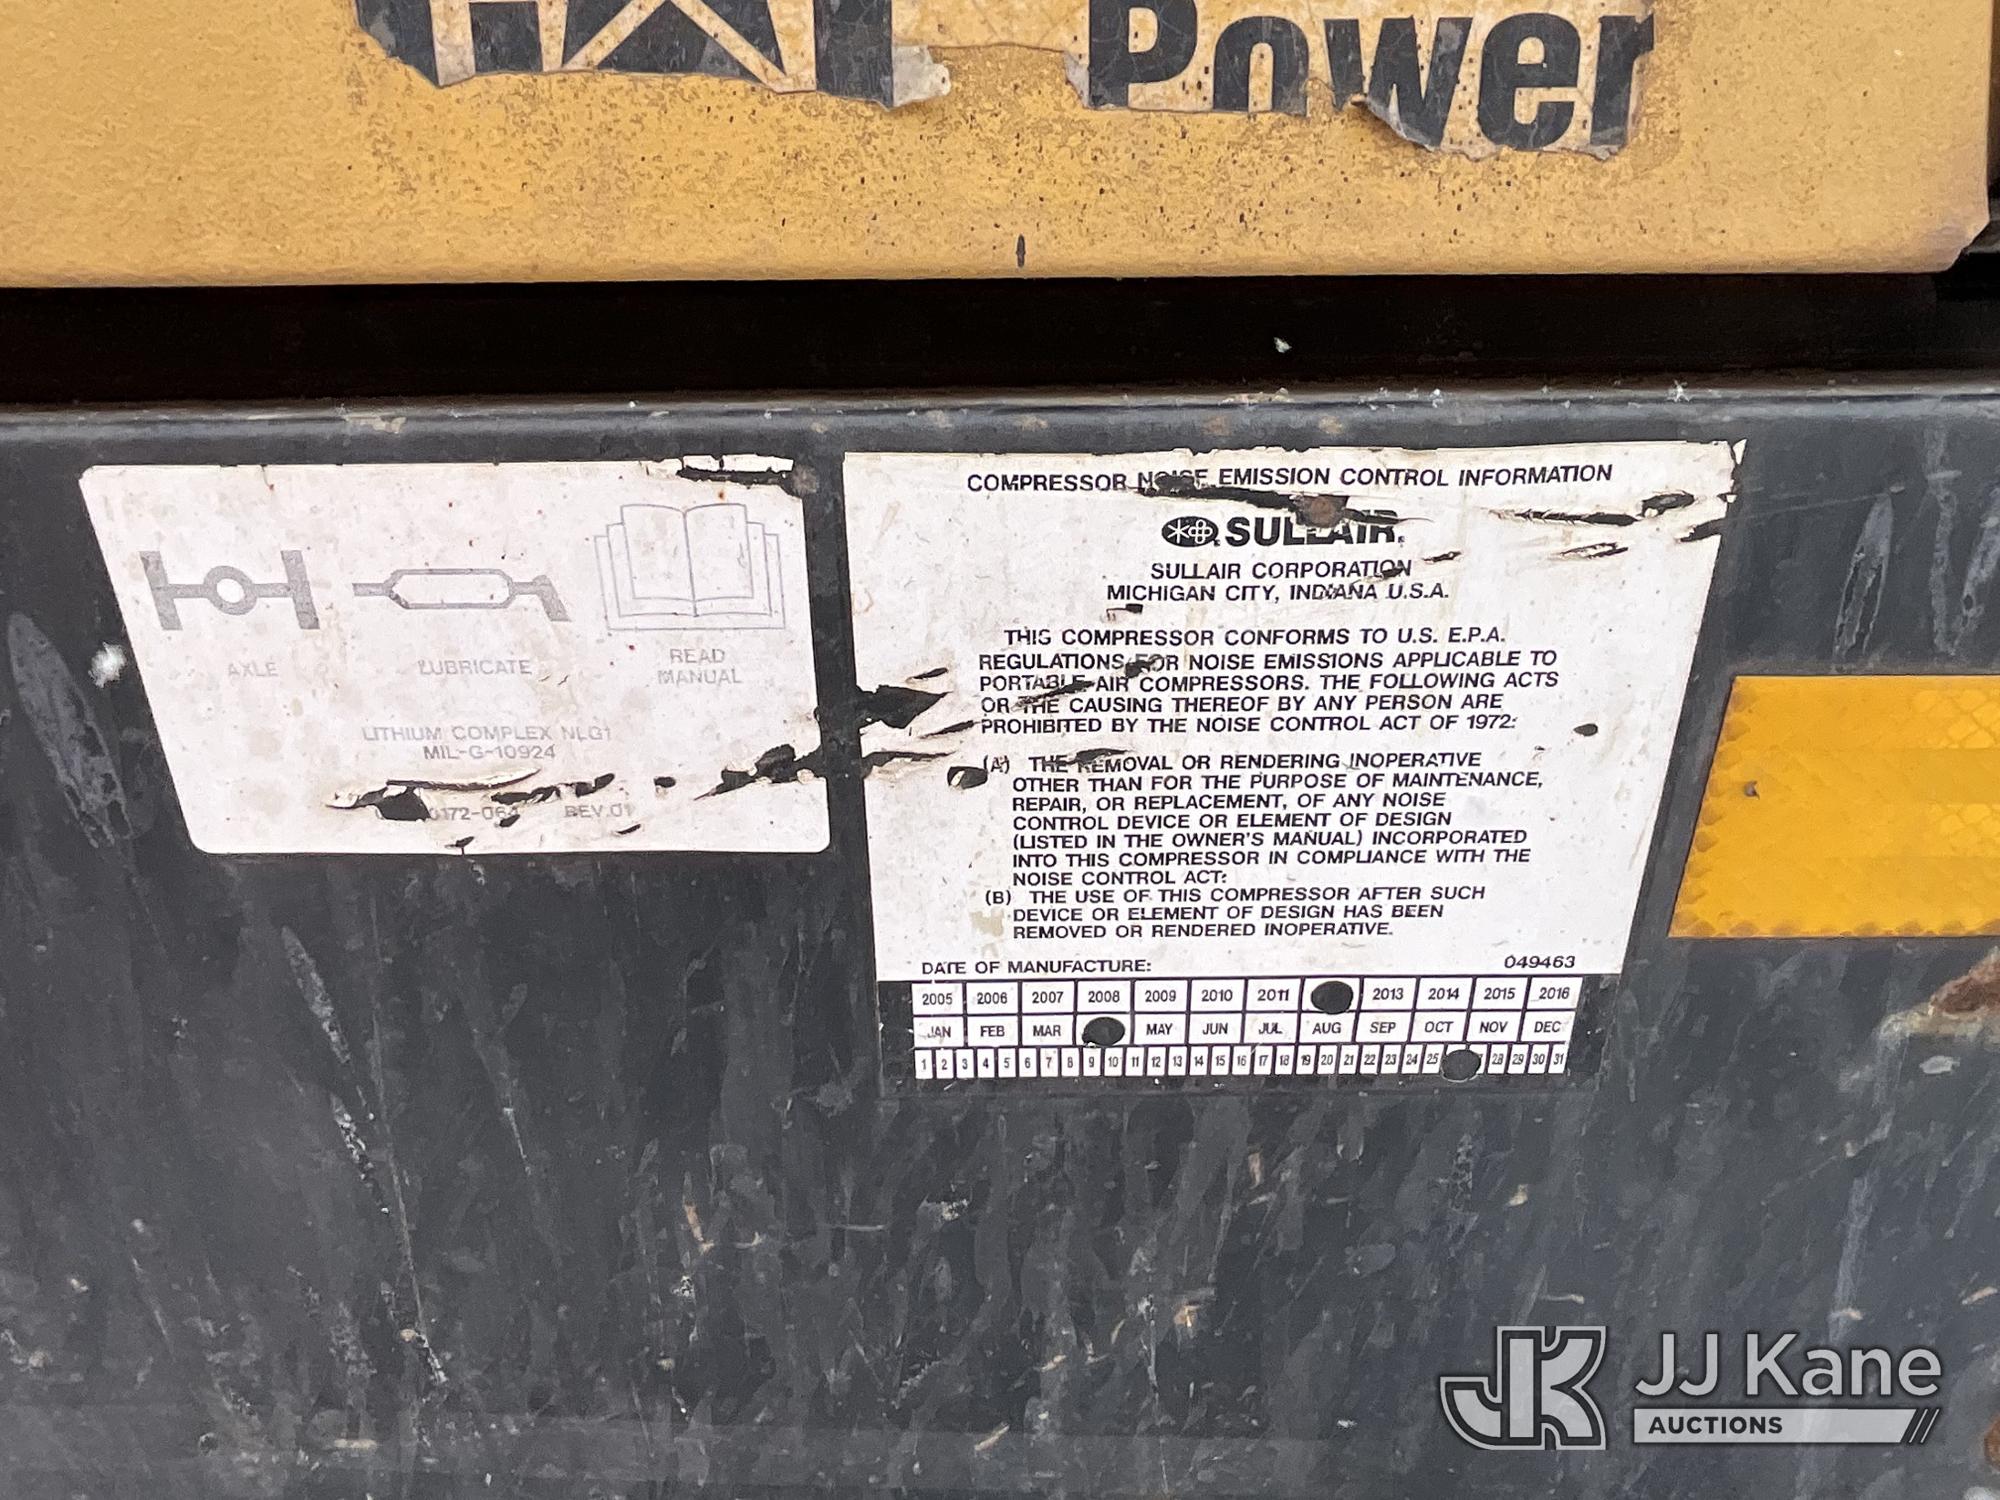 CAT Power
AXLE
LUBRICATE
READ
MANUAL
LITHIUM COMPLEX NLG1
MIL-G-10924
0172-064 REV.01
COMPRESSOR NOISE EMISSION CONTROL INFORMATION
SULLAIR
SULLAIR CORPORATION
MICHIGAN CITY, INDIANA U.S.A.
THIS COMPRESSOR CONFORMS TO U.S. E.P.A.
REGULATIONS FOR NOISE EMISSIONS APPLICABLE TO
PORTABLE AIR COMPRESSORS. THE FOLLOWING ACTS
OR THE CAUSING THEREOF BY ANY PERSON ARE
PROHIBITED BY THE NOISE CONTROL ACT OF 1972:
(A) THE REMOVAL OR RENDERING INOPERATIVE
OTHER THAN FOR THE PURPOSE OF MAINTENANCE,
REPAIR, OR REPLACEMENT, OF ANY NOISE
CONTROL DEVICE OR ELEMENT OF DESIGN
(LISTED IN THE OWNER'S MANUAL) INCORPORATED
INTO THIS COMPRESSOR IN COMPLIANCE WITH THE
NOISE CONTROL ACT:
(B) THE USE OF THIS COMPRESSOR AFTER SUCH
DEVICE OR ELEMENT OF DESIGN HAS BEEN
REMOVED OR RENDERED INOPERATIVE.
DATE OF MANUFACTURE: 049463
2005 2006 2007 2008 2009 2010 2011 2013 2014 2015 2016
JAN FEB MAR MAY JUN JUL AUG SEP OCT NOV DEC
1 2 3 4 5 6 7 8 9 10 11 12 13 14 15 16 17 18 19 20 21 22 23 24 25 28 29 30 31
JK JJ Kane
AUCTIONS